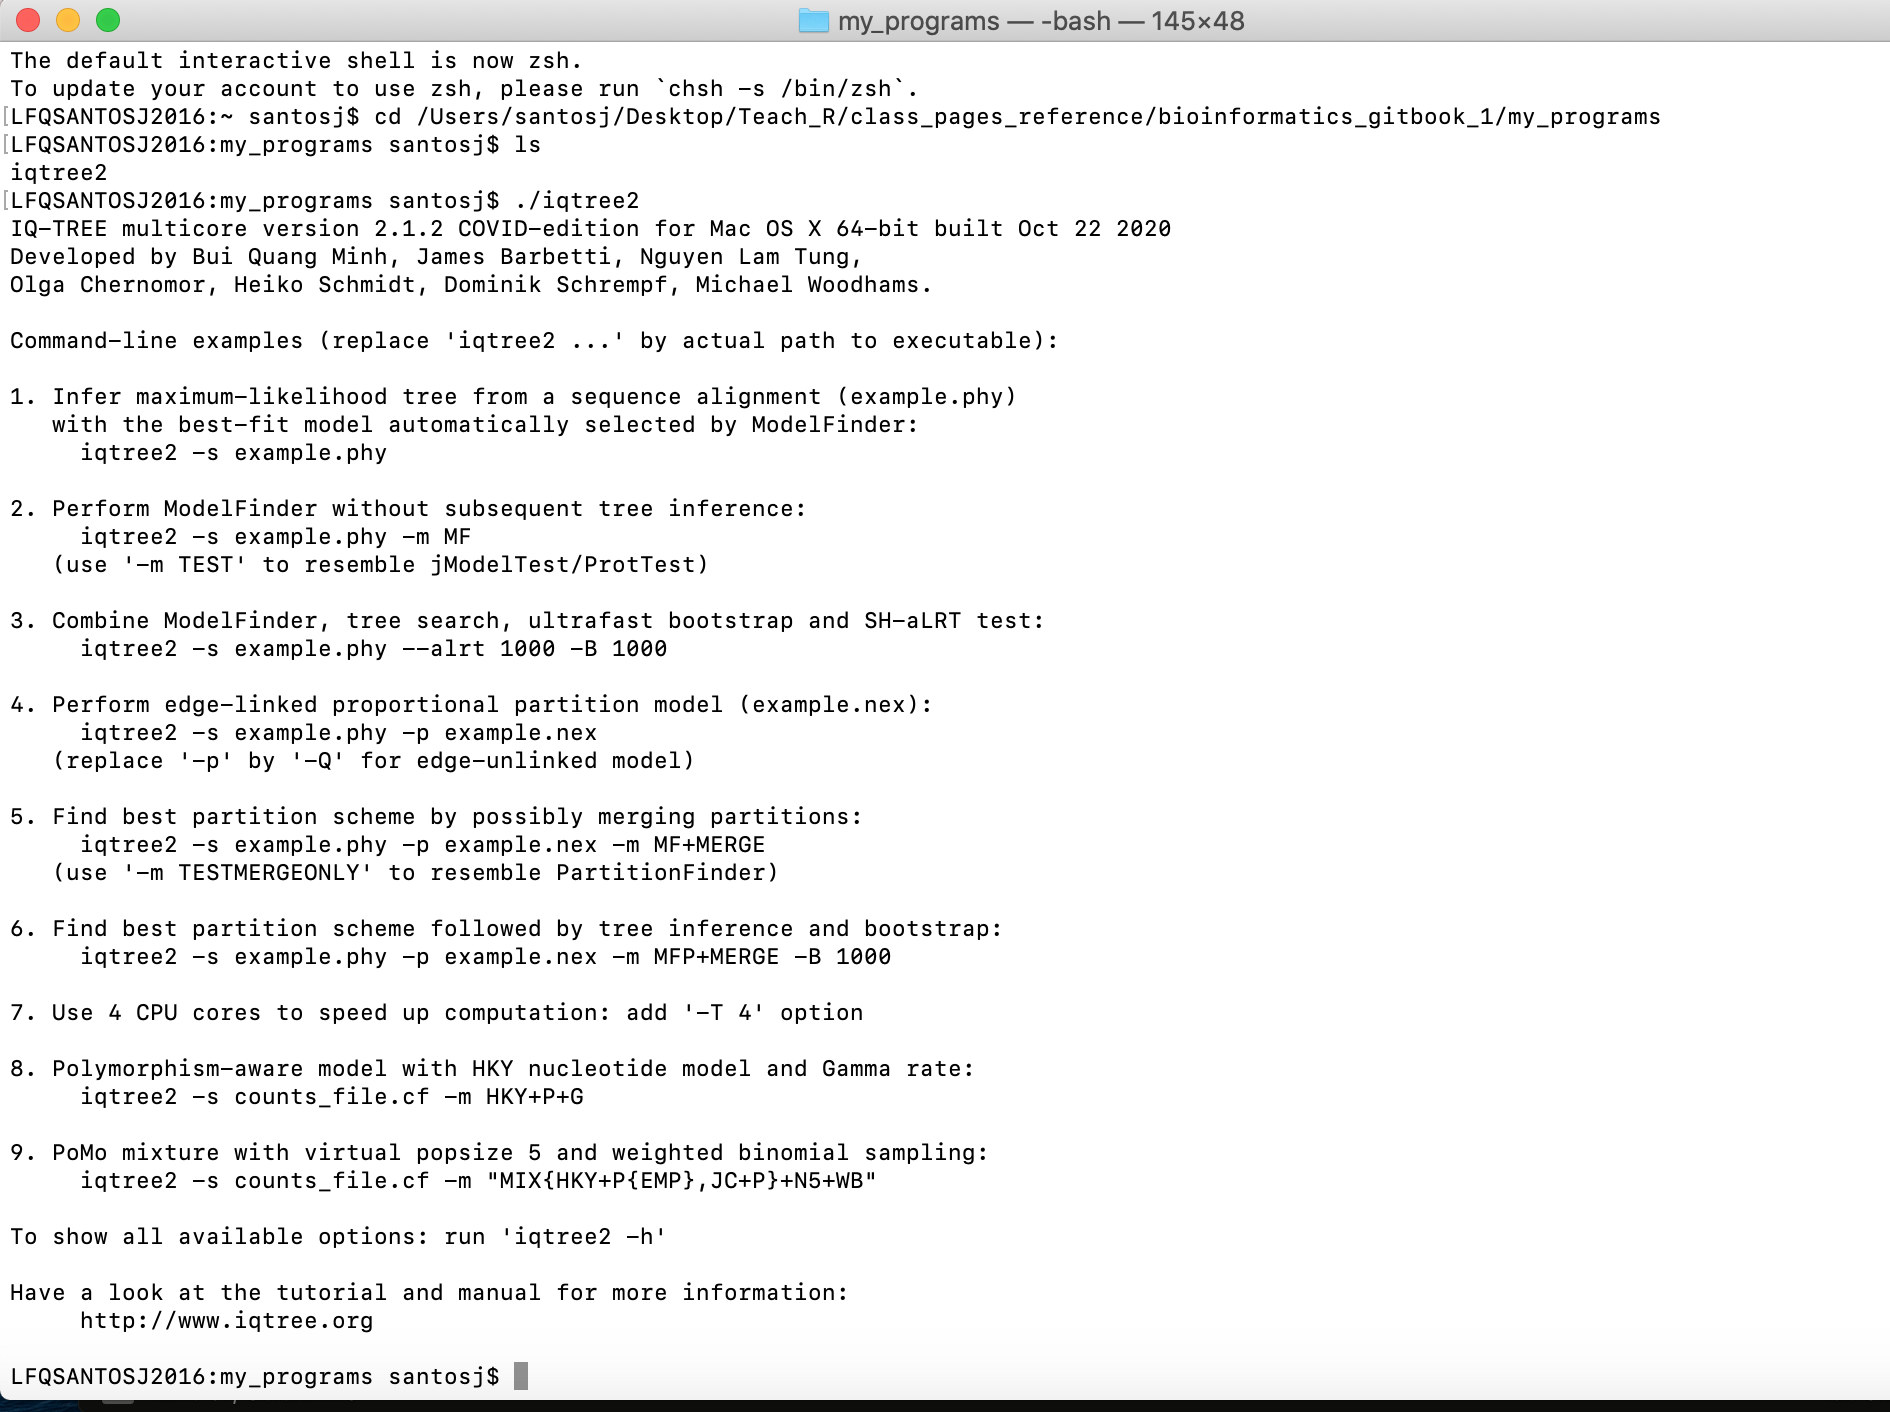 my_programs — -bash — 145×48
The default interactive shell is now zsh.
To update your account to use zsh, please run `chsh -s /bin/zsh`.
[LFQSANTOSJ2016:~ santosj$ cd /Users/santosj/Desktop/Teach_R/class_pages_reference/bioinformatics_gitbook_1/my_programs
[LFQSANTOSJ2016:my_programs santosj$ ls
iqtree2
[LFQSANTOSJ2016:my_programs santosj$ ./iqtree2
IQ-TREE multicore version 2.1.2 COVID-edition for Mac OS X 64-bit built Oct 22 2020
Developed by Bui Quang Minh, James Barbetti, Nguyen Lam Tung,
Olga Chernomor, Heiko Schmidt, Dominik Schrempf, Michael Woodhams.

Command-line examples (replace 'iqtree2 ...' by actual path to executable):

1. Infer maximum-likelihood tree from a sequence alignment (example.phy)
   with the best-fit model automatically selected by ModelFinder:
     iqtree2 -s example.phy

2. Perform ModelFinder without subsequent tree inference:
     iqtree2 -s example.phy -m MF
   (use '-m TEST' to resemble jModelTest/ProtTest)

3. Combine ModelFinder, tree search, ultrafast bootstrap and SH-aLRT test:
     iqtree2 -s example.phy --alrt 1000 -B 1000

4. Perform edge-linked proportional partition model (example.nex):
     iqtree2 -s example.phy -p example.nex
   (replace '-p' by '-Q' for edge-unlinked model)

5. Find best partition scheme by possibly merging partitions:
     iqtree2 -s example.phy -p example.nex -m MF+MERGE
   (use '-m TESTMERGEONLY' to resemble PartitionFinder)

6. Find best partition scheme followed by tree inference and bootstrap:
     iqtree2 -s example.phy -p example.nex -m MFP+MERGE -B 1000

7. Use 4 CPU cores to speed up computation: add '-T 4' option

8. Polymorphism-aware model with HKY nucleotide model and Gamma rate:
     iqtree2 -s counts_file.cf -m HKY+P+G

9. PoMo mixture with virtual popsize 5 and weighted binomial sampling:
     iqtree2 -s counts_file.cf -m "MIX{HKY+P{EMP},JC+P}+N5+WB"

To show all available options: run 'iqtree2 -h'

Have a look at the tutorial and manual for more information:
     http://www.iqtree.org

LFQSANTOSJ2016:my_programs santosj$